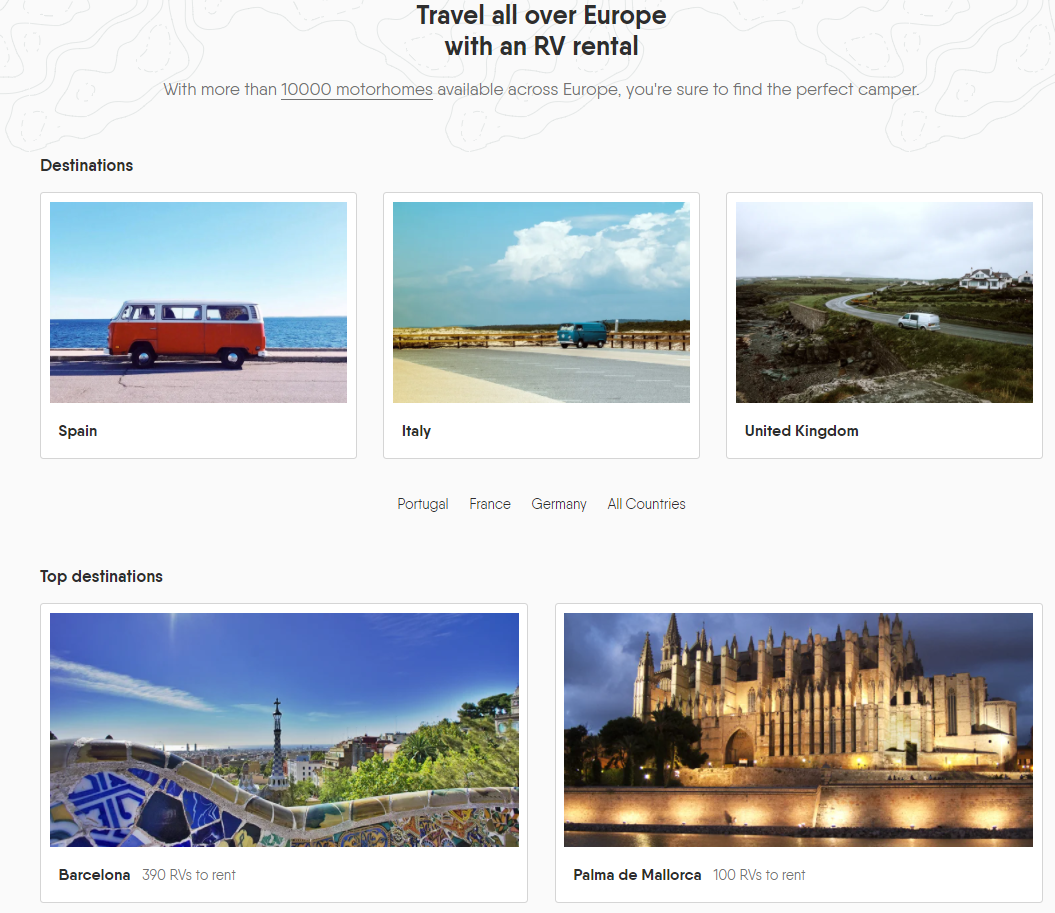 Travel all over Europe
with an RV rental
With more than 10000 motorhomes available across Europe, you're sure to find the perfect camper.
Destinations
Spain
Italy
United Kingdom
Portugal France Germany All Countries
Top destinations
Barcelona 390 RVs to rent
Palma de Mallorca 100 RVs to rent